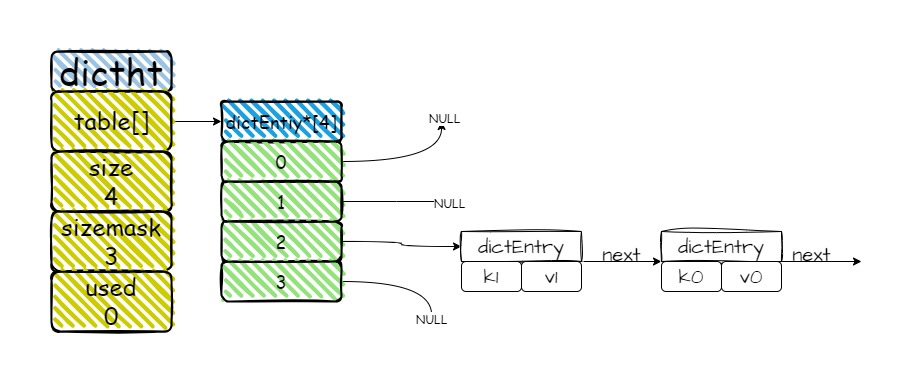 dictht
table[]
size
4
sizemask
3
used
0
dictEntiy*[4]
0
1
2
3
NULL
NULL
NULL
dictEntry
k1
v1
next
dictEntry
k0
v0
next